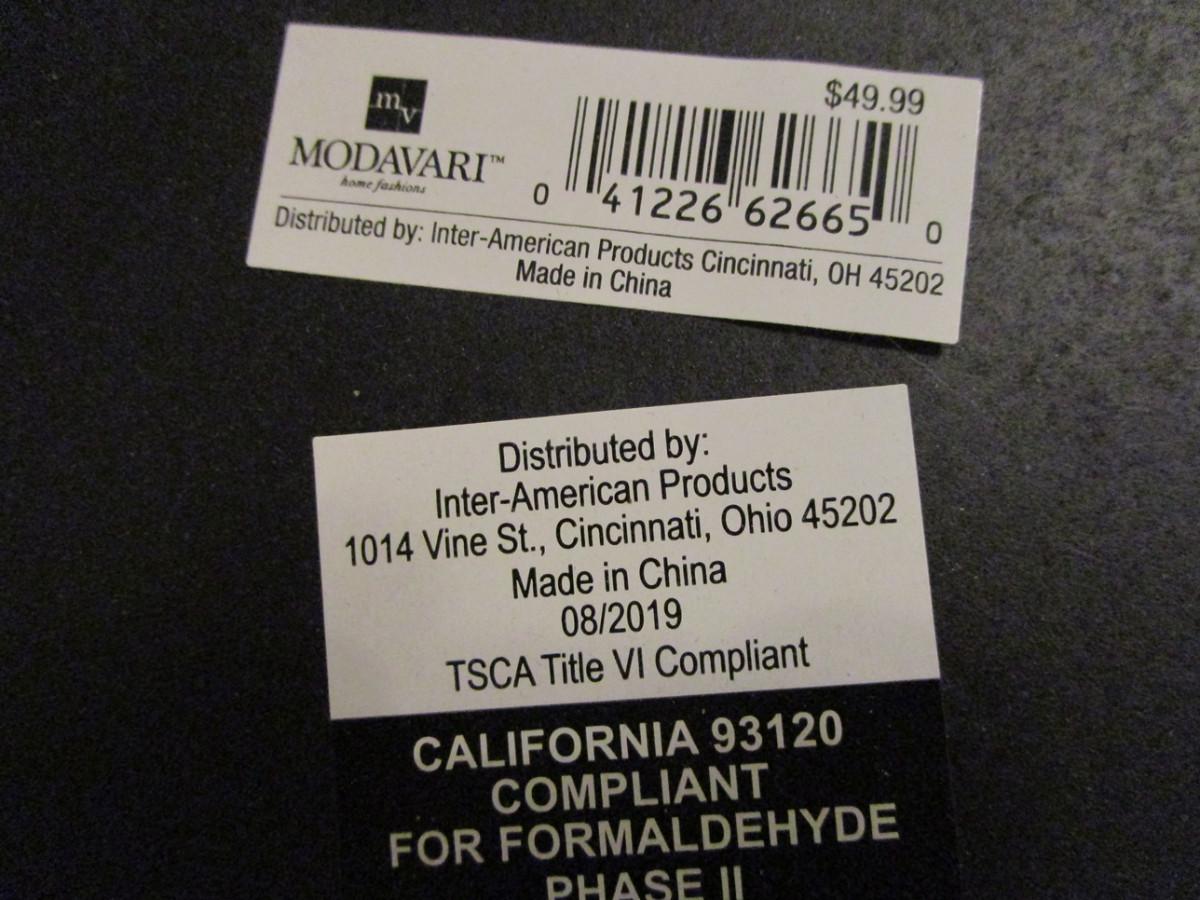 $49.99
mv
MODAVARI™
home fashions
0 41226 62665 0
Distributed by: Inter-American Products Cincinnati, OH 45202
Made in China
Distributed by:
Inter-American Products
1014 Vine St., Cincinnati, Ohio 45202
Made in China
08/2019
TSCA Title VI Compliant
CALIFORNIA 93120
COMPLIANT
FOR FORMALDEHYDE
PHASE II